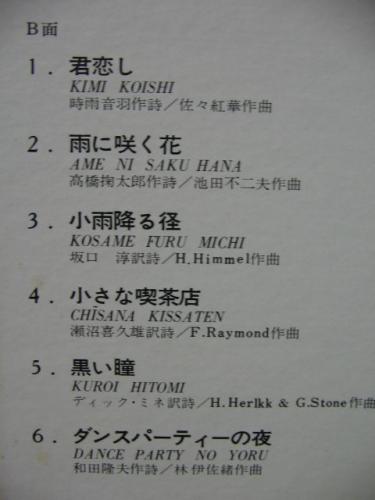 B面
1. 君恋し
KIMI KOISHI
時雨音羽作詩/佐々紅華作曲
2. 雨に咲く花
AME NI SAKU HANA
高橋掬太郎作詩/池田不二夫作曲
3. 小雨降る径
KOSAME FURU MICHI
坂口 淳訳詩/H.Himmel作曲
4. 小さな喫茶店
CHĪSANA KISSATEN
瀬沼喜久雄訳詩/F.Raymond作曲
5. 黒い瞳
KUROI HITOMI
ディック・ミネ訳詩/H.Herlkk & G.Stone作曲
6. ダンスパーティーの夜
DANCE PARTY NO YORU
和田隆夫作詩/林伊佐緒作曲